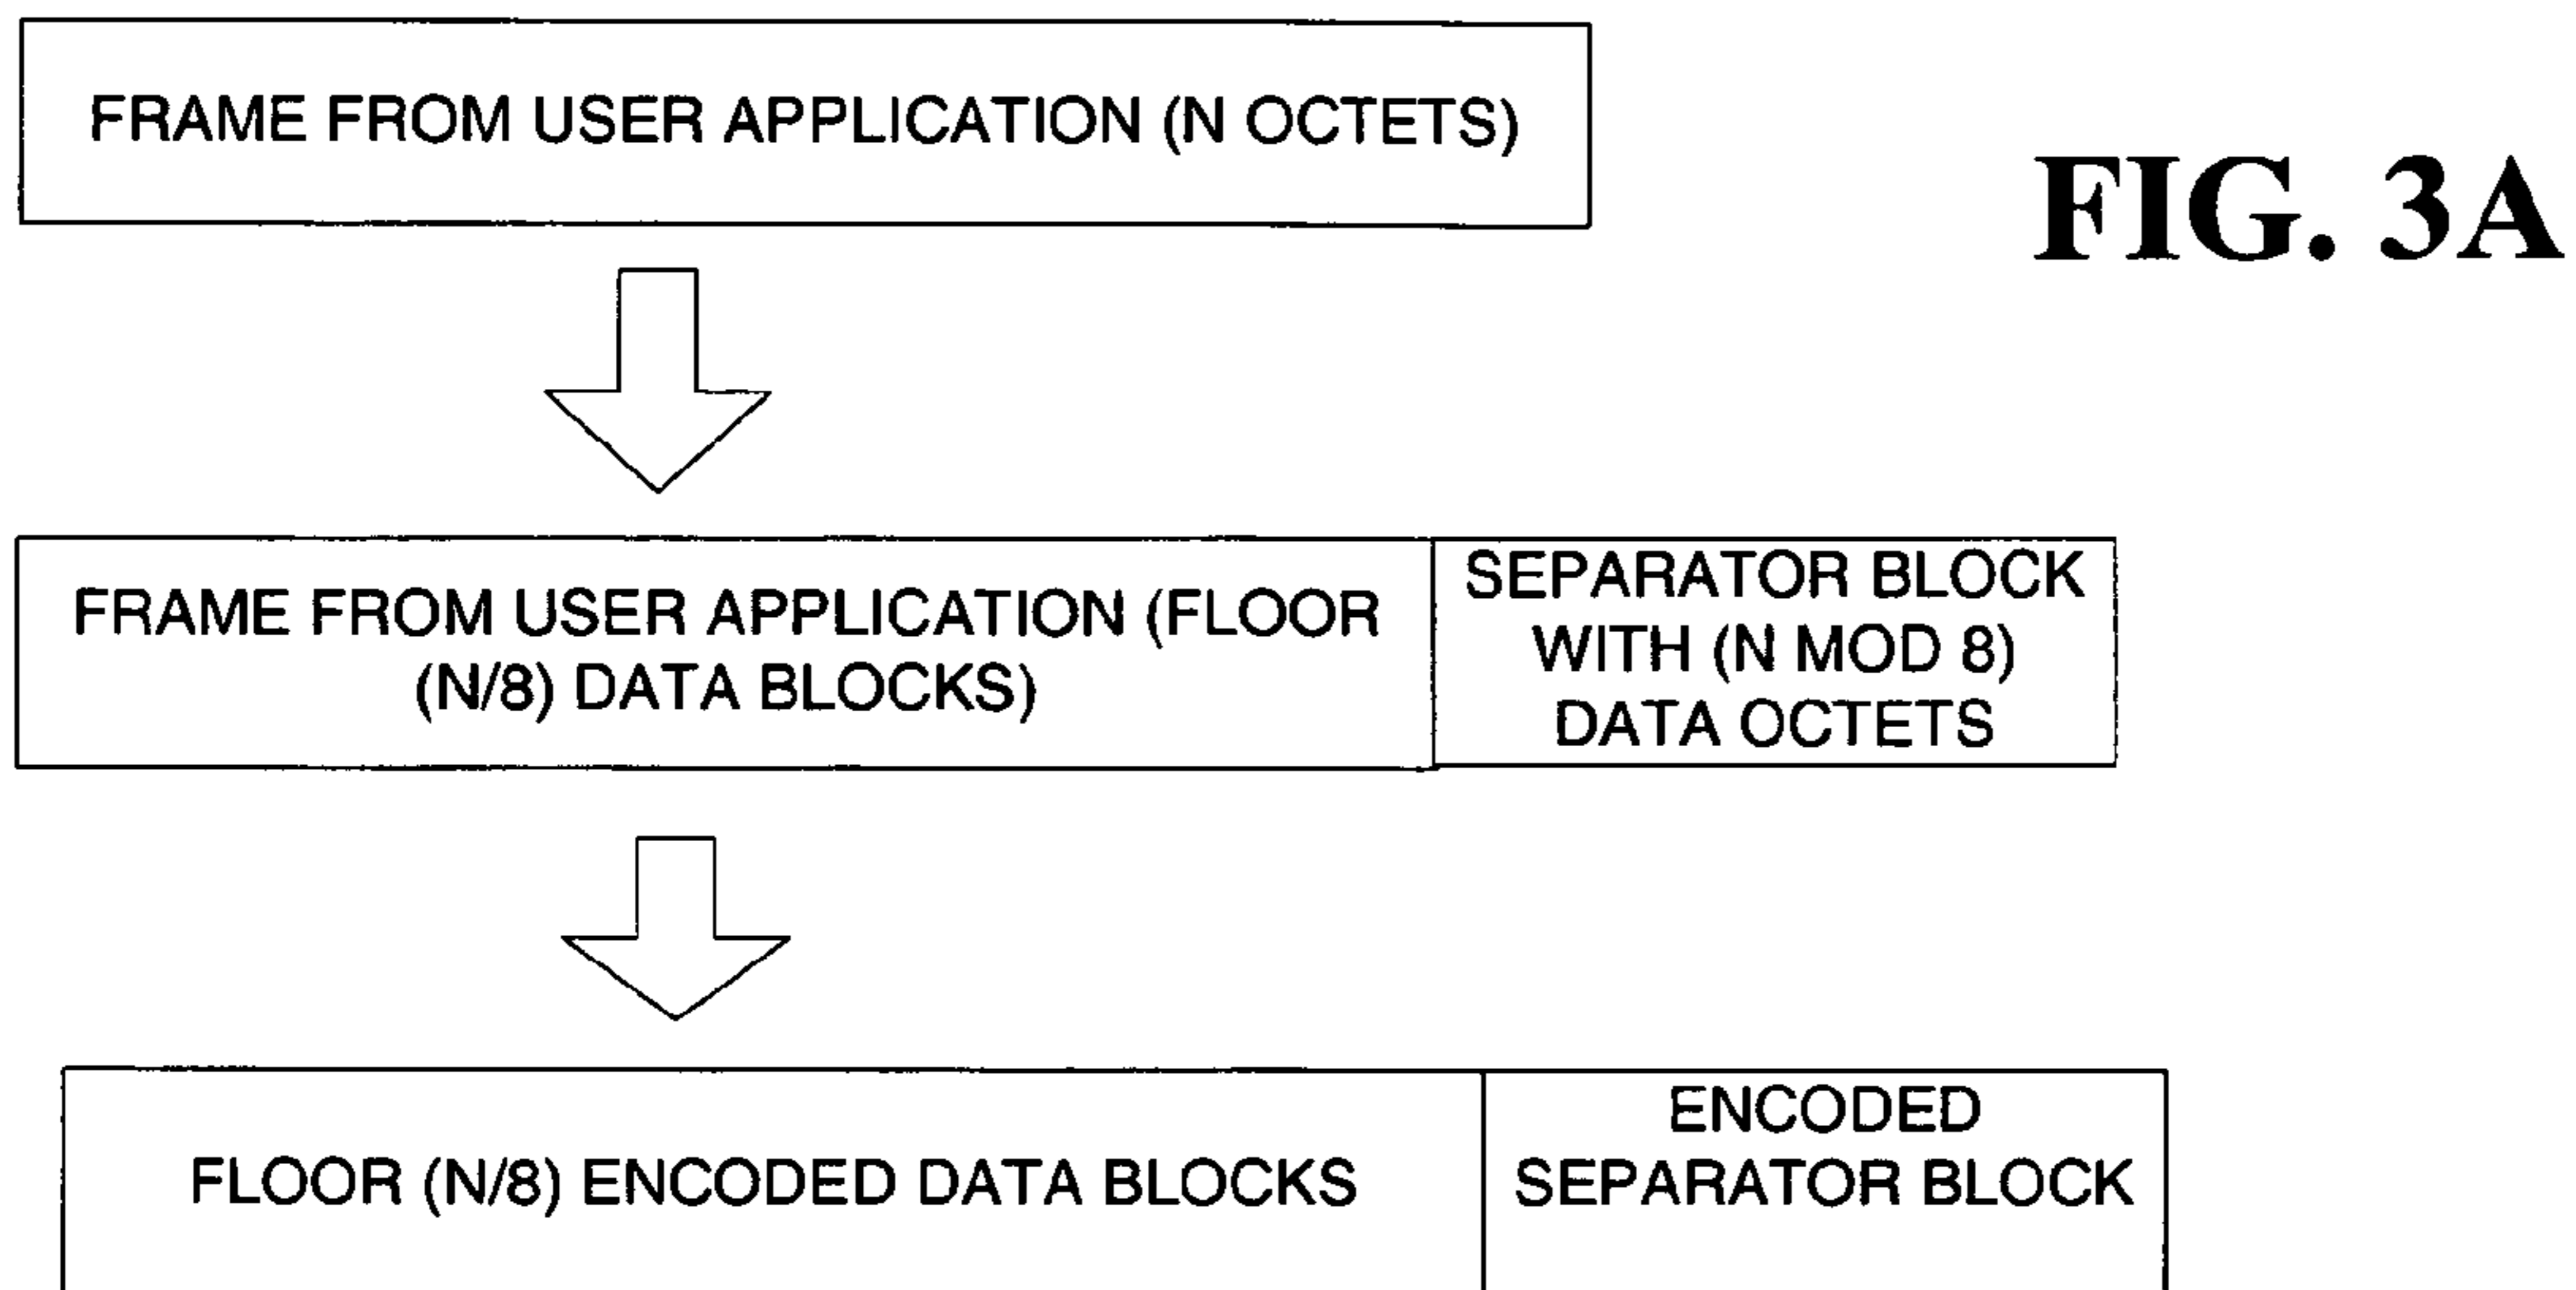 FRAME FROM USER APPLICATION (N OCTETS)
FIG. 3A
FRAME FROM USER APPLICATION (FLOOR
(N/8) DATA BLOCKS)
SEPARATOR BLOCK
WITH (N MOD 8)
DATA OCTETS
FLOOR (N/8) ENCODED DATA BLOCKS
ENCODED
SEPARATOR BLOCK